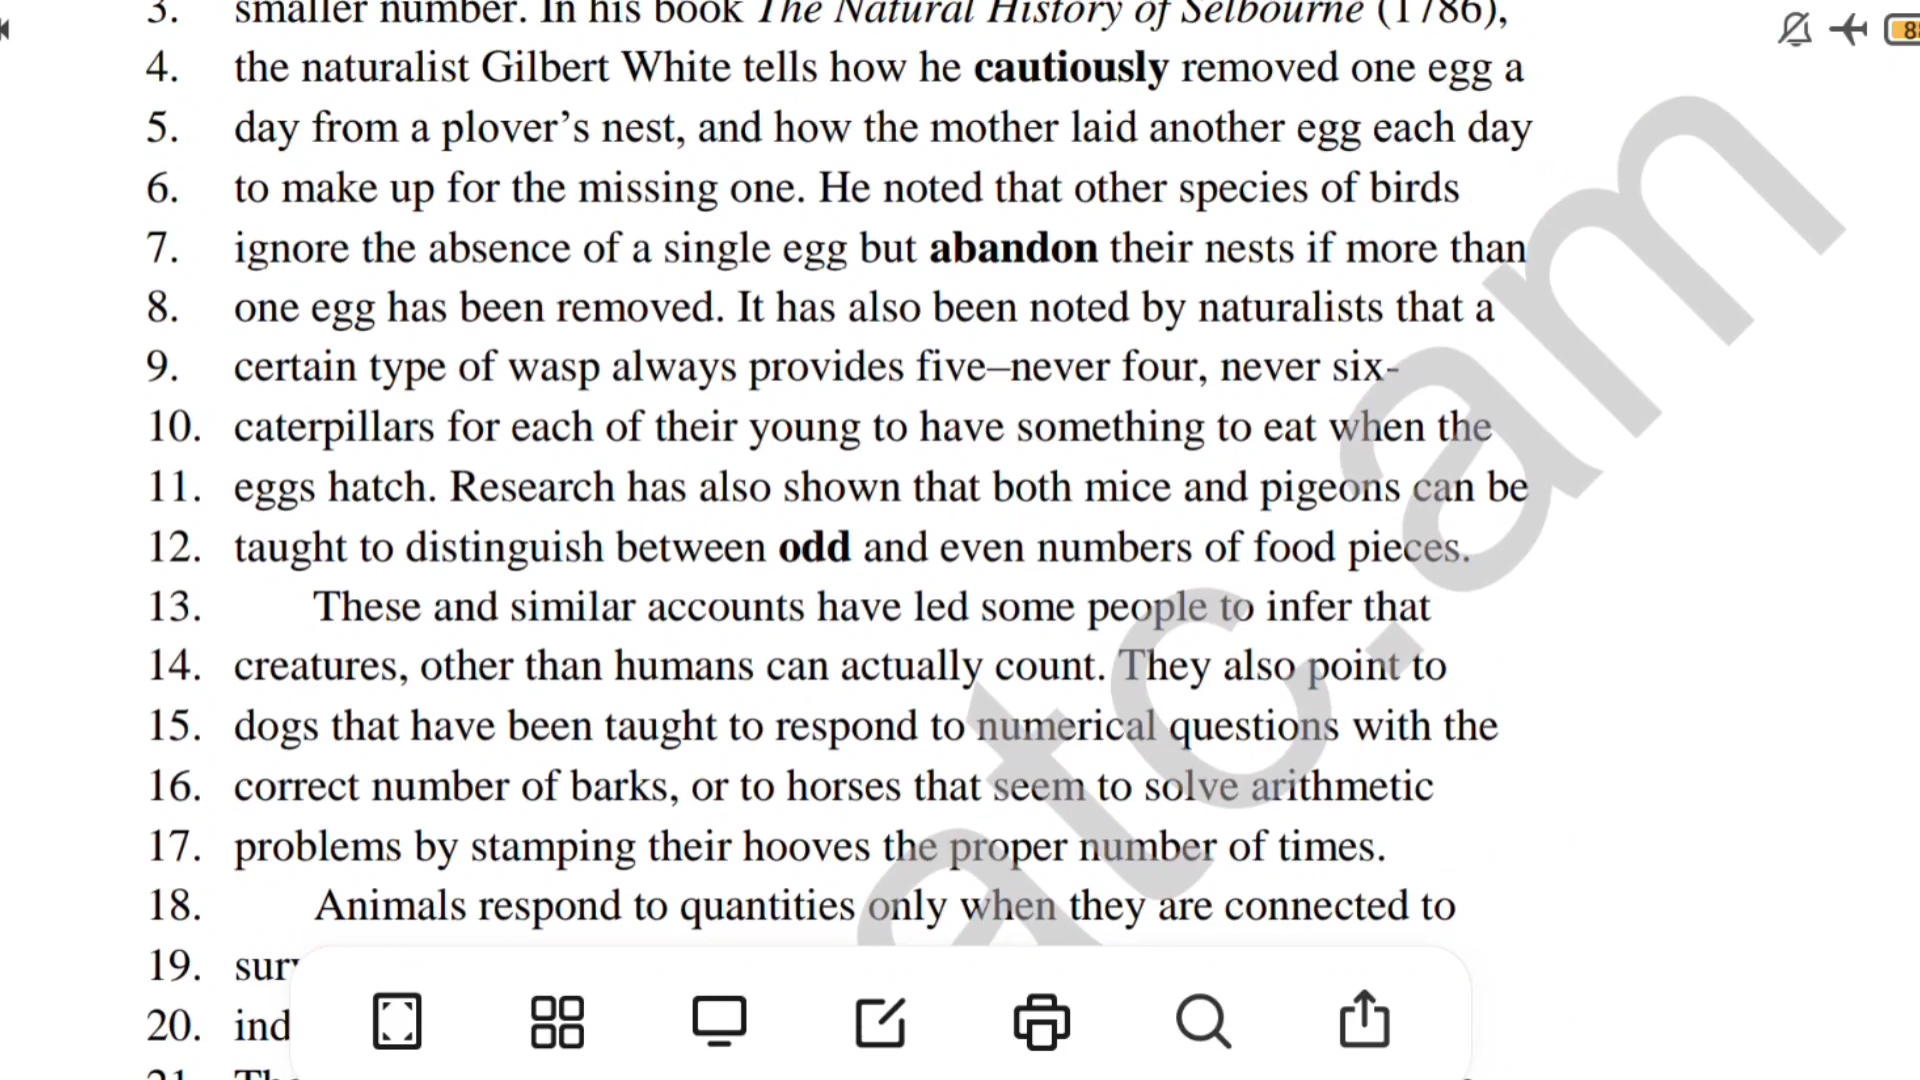 3. smaller number. In his book The Natural History of Selbourne (1786),
4. the naturalist Gilbert White tells how he cautiously removed one egg a
5. day from a plover’s nest, and how the mother laid another egg each day
6. to make up for the missing one. He noted that other species of birds
7. ignore the absence of a single egg but abandon their nests if more than
8. one egg has been removed. It has also been noted by naturalists that a
9. certain type of wasp always provides five–never four, never six-
10. caterpillars for each of their young to have something to eat when the
11. eggs hatch. Research has also shown that both mice and pigeons can be
12. taught to distinguish between odd and even numbers of food pieces.
13. These and similar accounts have led some people to infer that
14. creatures, other than humans can actually count. They also point to
15. dogs that have been taught to respond to numerical questions with the
16. correct number of barks, or to horses that seem to solve arithmetic
17. problems by stamping their hooves the proper number of times.
18. Animals respond to quantities only when they are connected to
19.
20. ind
21.
atc.am